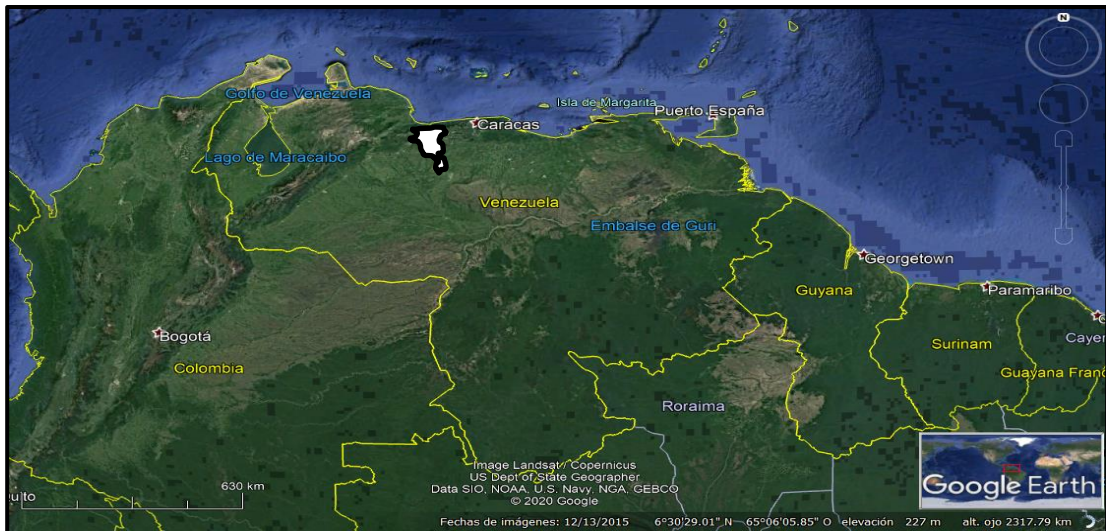 N
Golfo de Venezuela
Isla de Margarita
Puerto España
Caracas
Lago de Maracaibo
Venezuela
Embalse de Guri
Georgetown
Guyana
Paramaribo
Bogotá
Surinam
Colombia
Guayana Franc
Roraima
630 km
Image Landsat / Copernicus
US Dept of State Geographer
Data SIO, NOAA, U.S. Navy, NGA, GEBCO
© 2020 Google
Google Earth
Fechas de imágenes: 12/13/2015 6°30'29.01" N 65°06'05.85" O elevación 227 m alt. ojo 2317.79 km